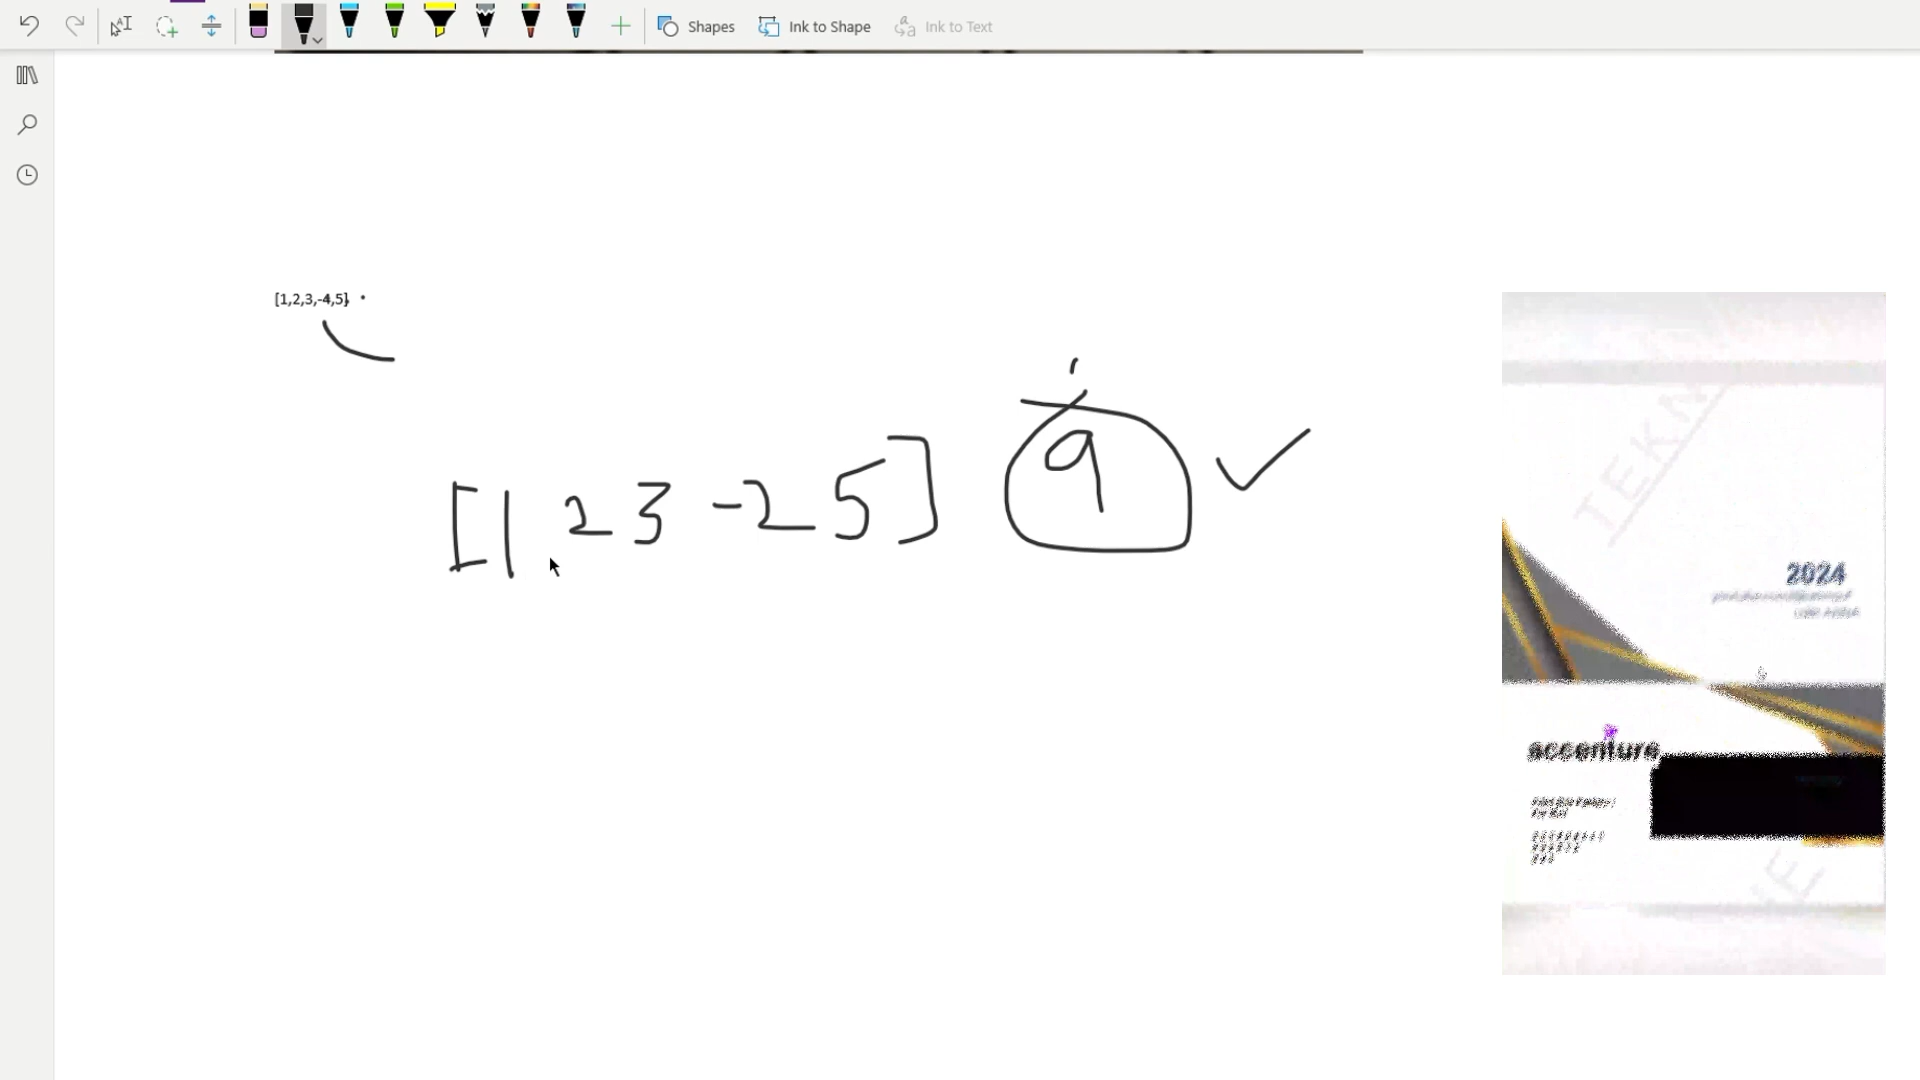 Shapes
Ink to Shape
Ink to Text
[1,2,3,-4,5]
[1 2 3 -2 5] 9
TEKN
2024
accenture